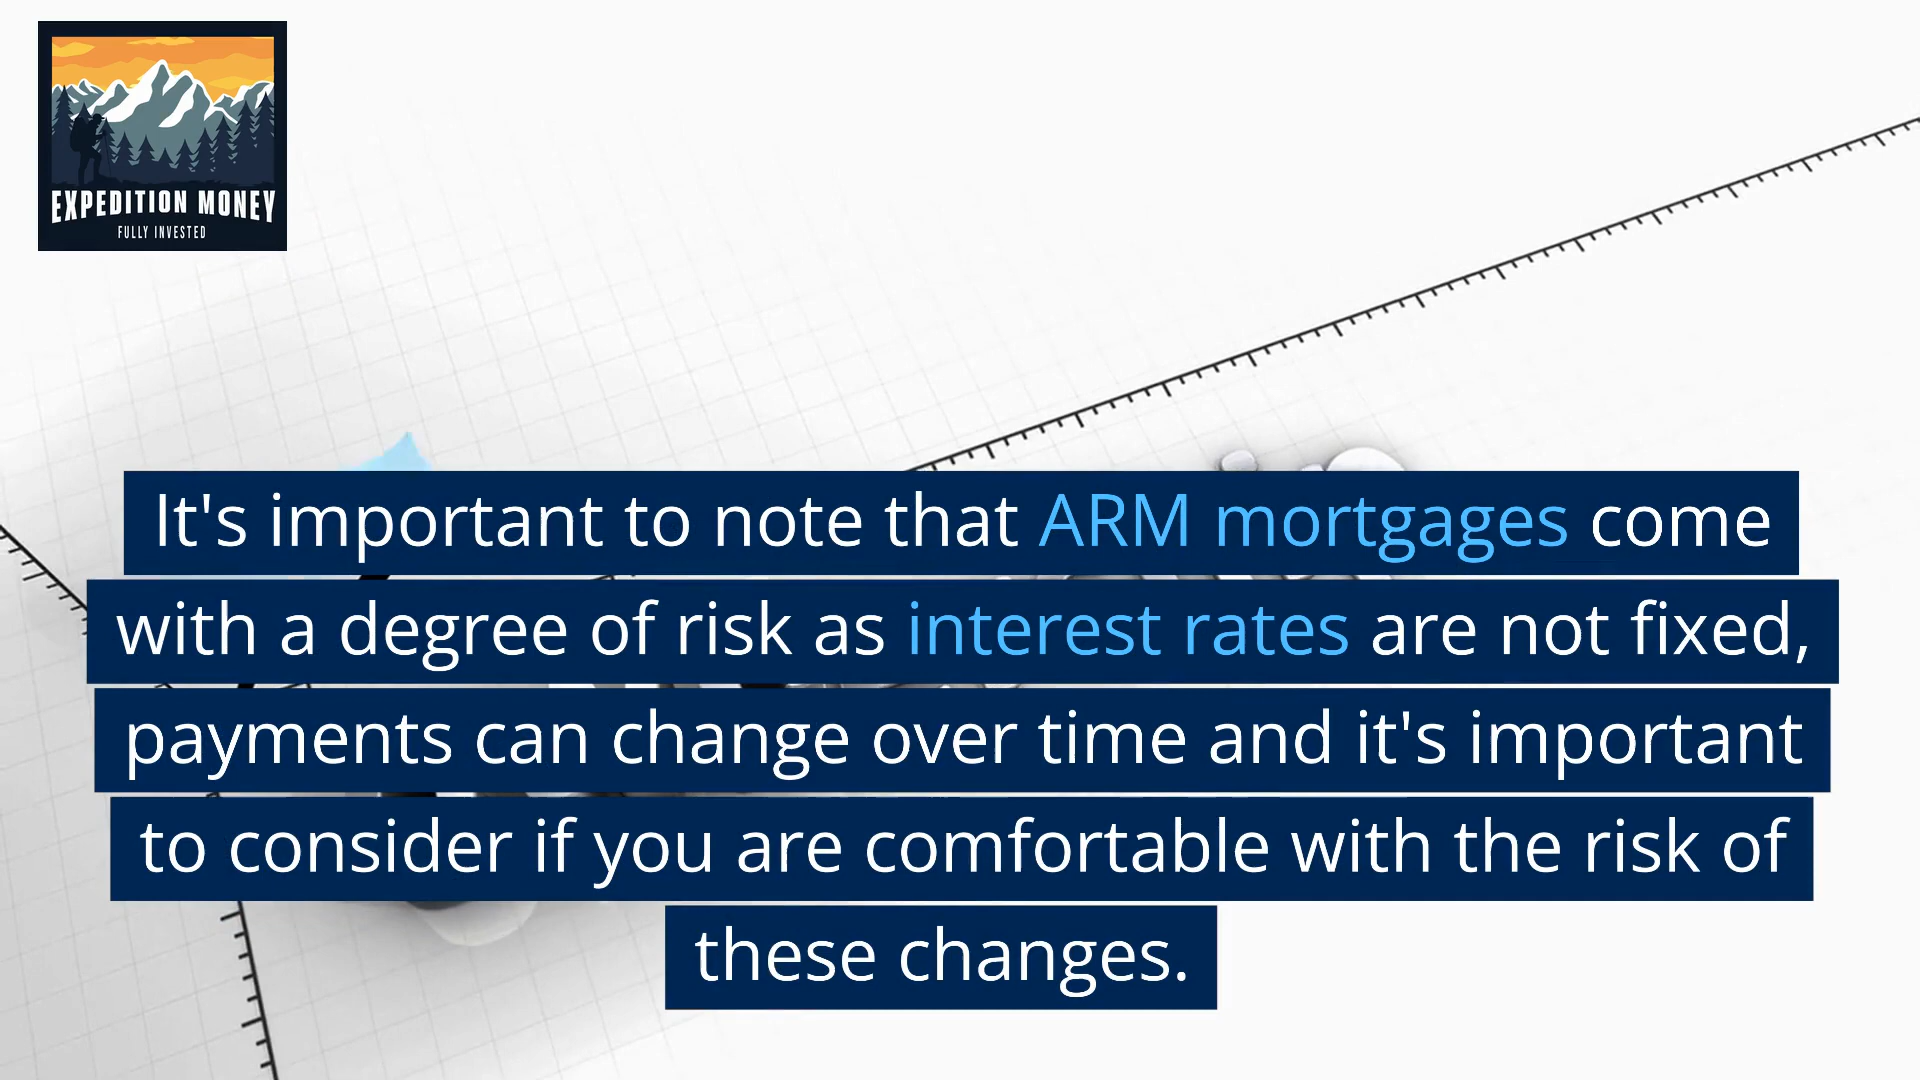 EXPEDITION MONEY
FULLY INVESTED
It's important to note that ARM mortgages come
with a degree of risk as interest rates are not fixed,
payments can change over time and it's important
to consider if you are comfortable with the risk of
these changes.